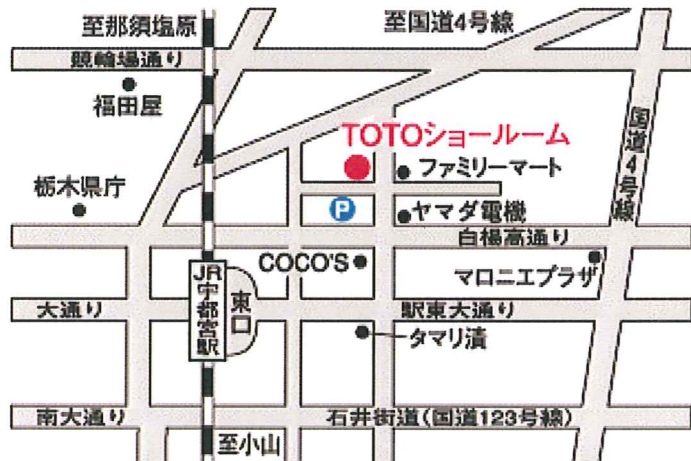 至那須塩原
至国道4号線
競輪場通り
福田屋
TOTOショールーム
ファミリーマート
国道4号線
栃木県庁
P
ヤマダ電機
白楊高通り
COCO'S
マロニエプラザ
JR宇都宮駅
東口
大通り
駅東大通り
タマリ漬
南大通り
石井街道(国道123号線)
至小山